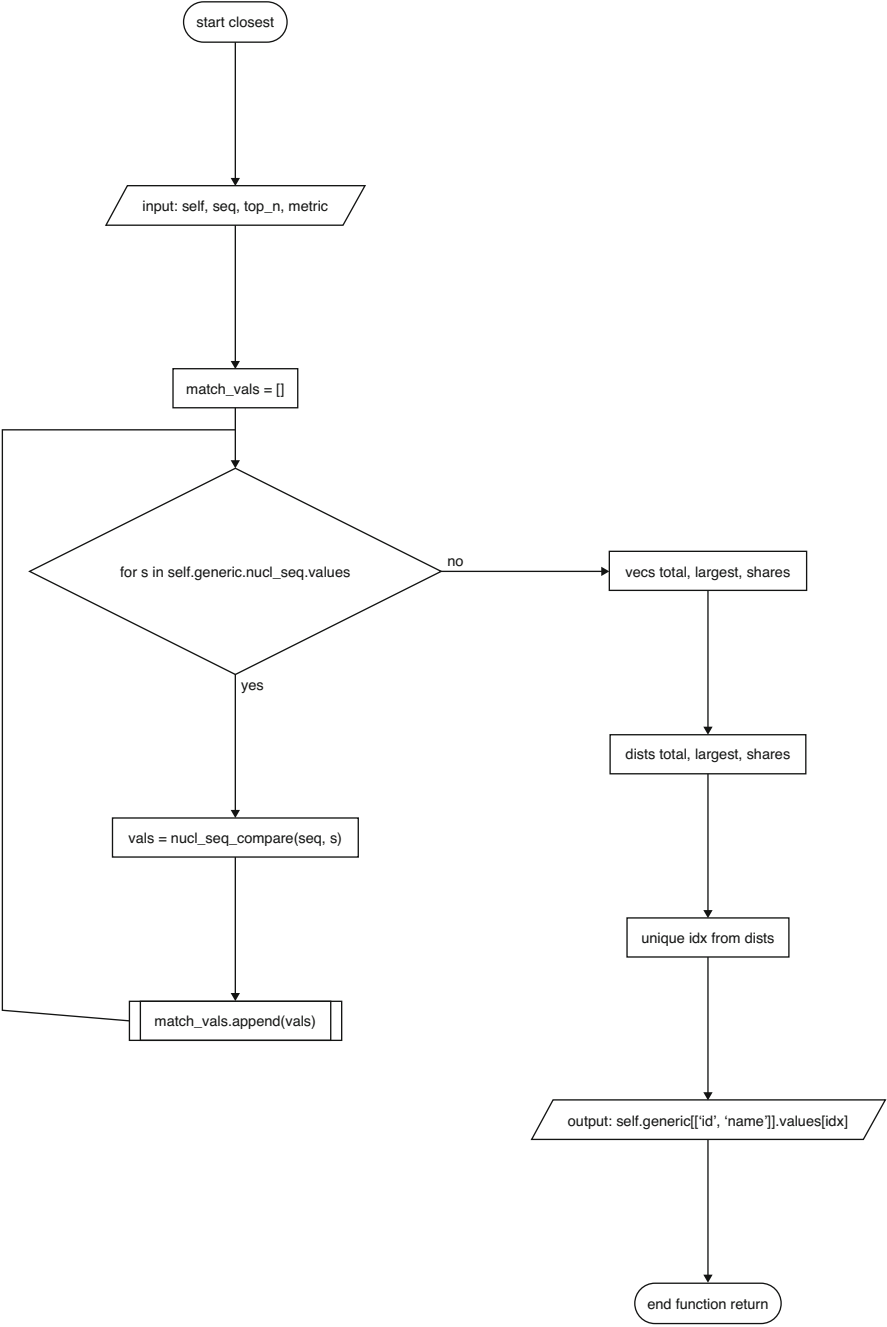 start closest
input: self, seq, top_n, metric
match_vals = []
for s in self.generic.nucl_seq.values
no
yes
vals = nucl_seq_compare(seq, s)
match_vals.append(vals)
vecs total, largest, shares
dists total, largest, shares
unique idx from dists
output: self.generic[[‘id’, ‘name’]].values[idx]
end function return